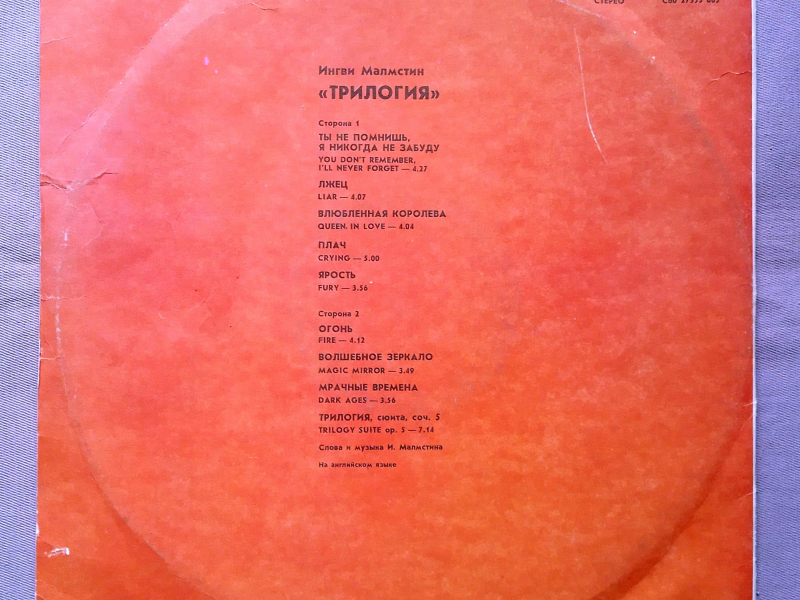 СТЕРЕО
Ингви Малмстин
«ТРИЛОГИЯ»
Сторона 1
ТЫ НЕ ПОМНИШЬ,
Я НИКОГДА НЕ ЗАБУДУ
YOU DON'T REMEMBER,
I'LL NEVER FORGET — 4.27
ЛЖЕЦ
LIAR — 4.07
ВЛЮБЛЕННАЯ КОРОЛЕВА
QUEEN. IN LOVE — 4.04
ПЛАЧ
CRYING — 5.00
ЯРОСТЬ
FURY — 3.56
Сторона 2
ОГОНЬ
FIRE — 4.12
ВОЛШЕБНОЕ ЗЕРКАЛО
MAGIC MIRROR — 3.49
МРАЧНЫЕ ВРЕМЕНА
DARK AGES — 3.56
ТРИЛОГИЯ, сюита, соч. 5
TRILOGY SUITE op. 5 — 7.14
Слова и музыка И. Малмстина
На английском языке